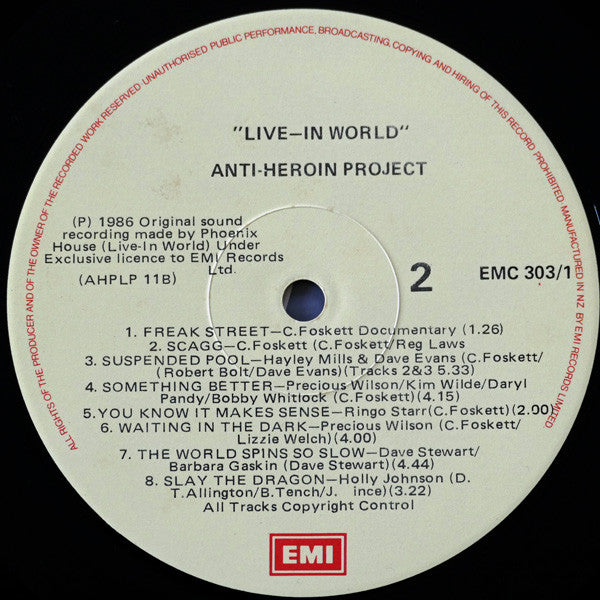 ALL RIGHTS OF THE PRODUCER AND OF THE OWNER OF THE RECORDED WORK RESERVED UNAUTHORISED PUBLIC PERFORMANCE, BROADCASTING, COPYING AND HIRING OF THIS RECORD PROHIBITED. MANUFACTURED IN NZ BY EMI RECORDS LIMITED
"LIVE—IN WORLD"
ANTI-HEROIN PROJECT
(P) 1986 Original sound
recording made by Phoenix
House (Live-In World) Under
Exclusive licence to EMI Records
Ltd.
(AHPLP 11B)
2
EMC 303/1
1. FREAK STREET—C.Foskett Documentary (1.26)
2. SCAGG—C.Foskett (C.Foskett/Reg Laws
3. SUSPENDED POOL—Hayley Mills & Dave Evans (C.Foskett/
(Robert Bolt/Dave Evans)(Tracks 2&3 5.33)
4. SOMETHING BETTER—Precious Wilson/Kim Wilde/Daryl
Pandy/Bobby Whitlock (C.Foskett)(4.15)
5.YOU KNOW IT MAKES SENSE—Ringo Starr(C.Foskett)(2.00)
6. WAITING IN THE DARK—Precious Wilson (C.Foskett/
Lizzie Welch)(4.00)
7. THE WORLD SPINS SO SLOW—Dave Stewart/
Barbara Gaskin (Dave Stewart)(4.44)
8. SLAY THE DRAGON—Holly Johnson (D.
T.Allington/B.Tench/J. ince)(3.22)
All Tracks Copyright Control
EMI